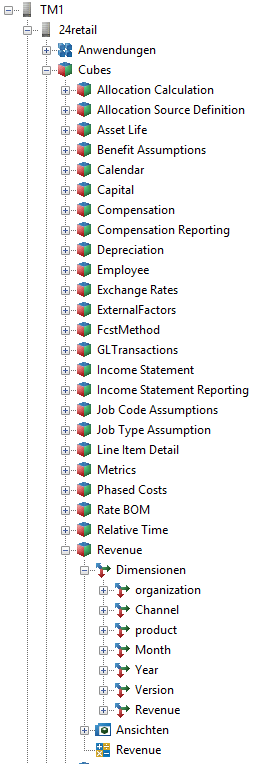 TM1
24retail
Anwendungen
Cubes
Allocation Calculation
Allocation Source Definition
Asset Life
Benefit Assumptions
Calendar
Capital
Compensation
Compensation Reporting
Depreciation
Employee
Exchange Rates
ExternalFactors
FcstMethod
GLTransactions
Income Statement
Income Statement Reporting
Job Code Assumptions
Job Type Assumption
Line Item Detail
Metrics
Phased Costs
Rate BOM
Relative Time
Revenue
Dimensionen
organization
Channel
product
Month
Year
Version
Revenue
Ansichten
Revenue